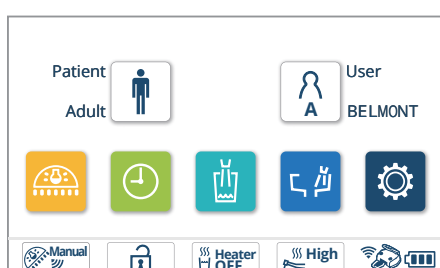 Patient
User
Adult
A
BELMONT
Manual
Heater
OFF
High